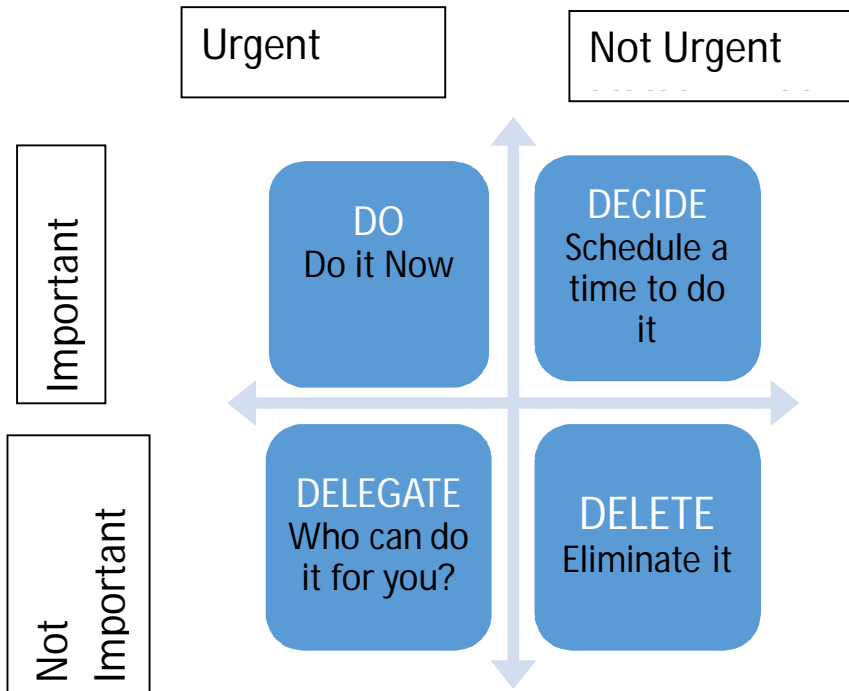 Urgent
Not Urgent
Important
DO
Do it Now
DECIDE
Schedule a
time to do
it
Not
Important
DELEGATE
Who can do
it for you?
DELETE
Eliminate it